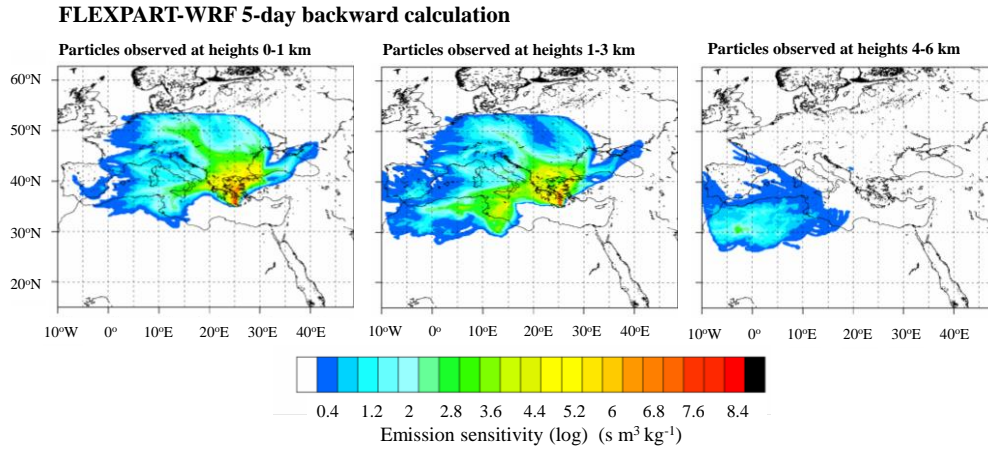 FLEXPART-WRF 5-day backward calculation
Particles observed at heights 0-1 km
Particles observed at heights 1-3 km
Particles observed at heights 4-6 km
60°N
50°N
40°N
30°N
20°N
10°W 0° 10°E 20°E 30°E 40°E
10°W 0° 10°E 20°E 30°E 40°E
10°W 0° 10°E 20°E 30°E 40°E
0.4 1.2 2 2.8 3.6 4.4 5.2 6 6.8 7.6 8.4
Emission sensitivity (log) (s m³ kg⁻¹)